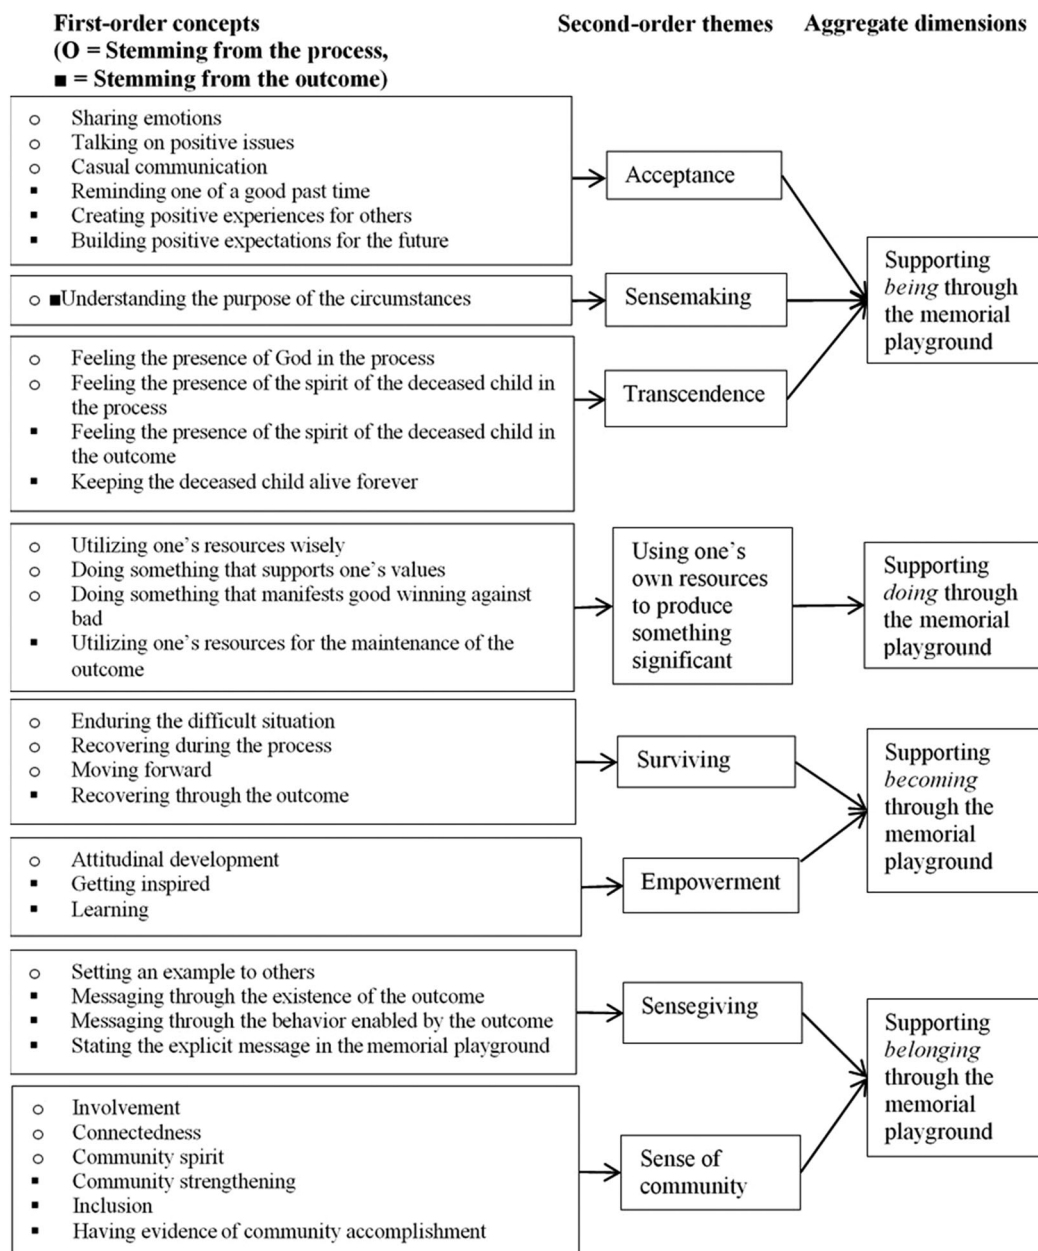 First-order concepts
(O = Stemming from the process,
■ = Stemming from the outcome)
Second-order themes
Aggregate dimensions
o Sharing emotions
o Talking on positive issues
o Casual communication
▪ Reminding one of a good past time
▪ Creating positive experiences for others
▪ Building positive expectations for the future
Acceptance
o ■Understanding the purpose of the circumstances
Sensemaking
o Feeling the presence of God in the process
o Feeling the presence of the spirit of the deceased child in
the process
▪ Feeling the presence of the spirit of the deceased child in
the outcome
▪ Keeping the deceased child alive forever
Transcendence
Supporting
being through
the memorial
playground
o Utilizing one’s resources wisely
o Doing something that supports one’s values
o Doing something that manifests good winning against
bad
▪ Utilizing one’s resources for the maintenance of the
outcome
Using one’s
own resources
to produce
something
significant
Supporting
doing through
the memorial
playground
o Enduring the difficult situation
o Recovering during the process
o Moving forward
▪ Recovering through the outcome
Surviving
o Attitudinal development
▪ Getting inspired
▪ Learning
Empowerment
Supporting
becoming
through the
memorial
playground
o Setting an example to others
▪ Messaging through the existence of the outcome
▪ Messaging through the behavior enabled by the outcome
▪ Stating the explicit message in the memorial playground
Sensegiving
o Involvement
o Connectedness
o Community spirit
▪ Community strengthening
▪ Inclusion
▪ Having evidence of community accomplishment
Sense of
community
Supporting
belonging
through the
memorial
playground